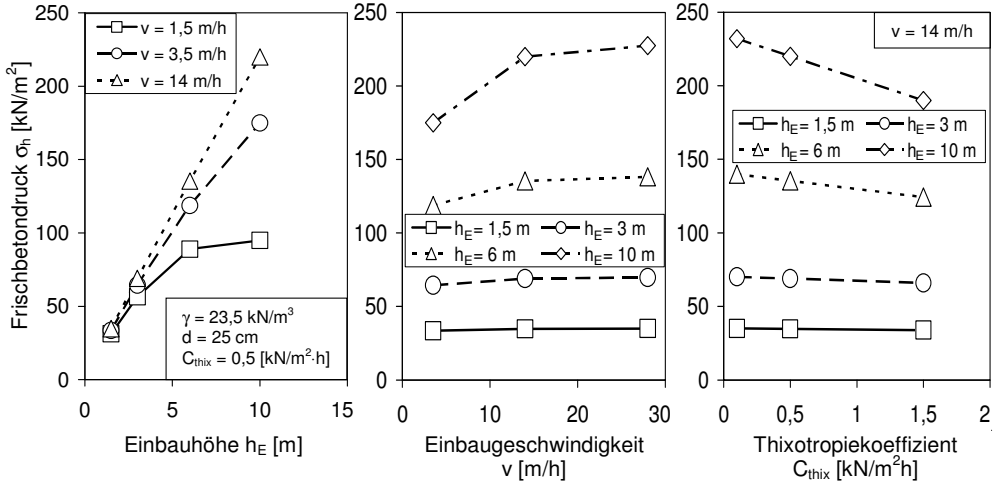 Frischbetondruck σh [kN/m²]
250
200
150
100
50
0
v = 1,5 m/h
v = 3,5 m/h
v = 14 m/h
γ = 23,5 kN/m³
d = 25 cm
Cthix = 0,5 [kN/m²·h]
0 5 10 15
Einbauhöhe hE [m]
250
200
150
100
50
0
hE= 1,5 m hE= 3 m
hE= 6 m hE= 10 m
0 10 20 30
Einbaugeschwindigkeit
v [m/h]
250
200
150
100
50
0
v = 14 m/h
hE= 1,5 m hE= 3 m
hE= 6 m hE= 10 m
0 0,5 1 1,5 2
Thixotropiekoeffizient
Cthix [kN/m²h]